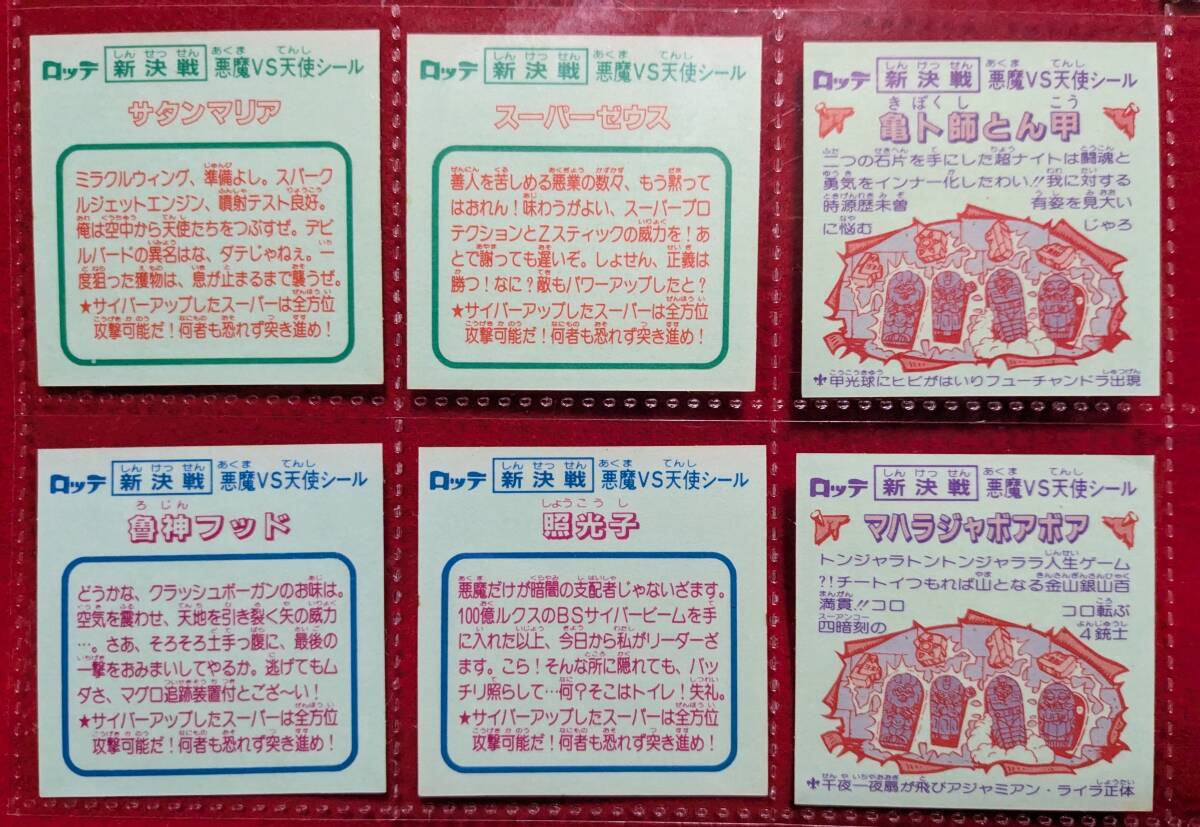 ロッテ 新決戦 悪魔VS天使シール
サタンマリア
ミラクルウィング、準備よし。スパーク
ルジェットエンジン、噴射テスト良好。
俺は空中から天使たちをつぶすぜ。デビ
ルバードの異名はな、ダテじゃねぇ。一
度狙った獲物は、息が止まるまで襲うぜ。
★サイバーアップしたスーパーは全方位
攻撃可能だ！何者も恐れず突き進め！
ロッテ 新決戦 悪魔VS天使シール
スーパーゼウス
善人を苦しめる悪業の数々、もう黙って
はおれん！味わうがよい、スーパープロ
テクションとZスティックの威力を！あ
とで謝っても遅いぞ。しょせん、正義は
勝つ！なに？敵もパワーアップしたと？
★サイバーアップしたスーパーは全方位
攻撃可能だ！何者も恐れず突き進め！
ロッテ 新決戦 悪魔VS天使シール
亀卜師とん甲
二つの石片を手にした超ナイトは闘魂と
勇気をインナー化したわい!!我に対する
時源歴未曽 有姿を見大い
に悩む じゃろ
甲光球にヒビがはいりフューチャンドラ出現
ロッテ 新決戦 悪魔VS天使シール
魯神フッド
どうかな、クラッシュボーガンのお味は。
空気を震わせ、天地を引き裂く矢の威力
…。さあ、そろそろ土手っ腹に、最後の
一撃をおみまいしてやるか。逃げてもム
ダさ、マグロ追跡装置付とござ〜い！
★サイバーアップしたスーパーは全方位
攻撃可能だ！何者も恐れず突き進め！
ロッテ 新決戦 悪魔VS天使シール
照光子
悪魔だけが暗闇の支配者じゃないざます。
100億ルクスのBSサイバービームを手
に入れた以上、今日から私がリーダーざ
ます。こら！そんな所に隠れても、バッ
チリ照らして…何？そこはトイレ！失礼。
★サイバーアップしたスーパーは全方位
攻撃可能だ！何者も恐れず突き進め！
ロッテ 新決戦 悪魔VS天使シール
マハラジャボアボア
トンジャラトントンジャララ人生ゲーム
?!チートイつもれば山となる金山銀山百
満貫!!コロ コロ転ぶ
四暗刻の 4銃士
千夜一夜扇が飛びアジャミアン・ライラ正体